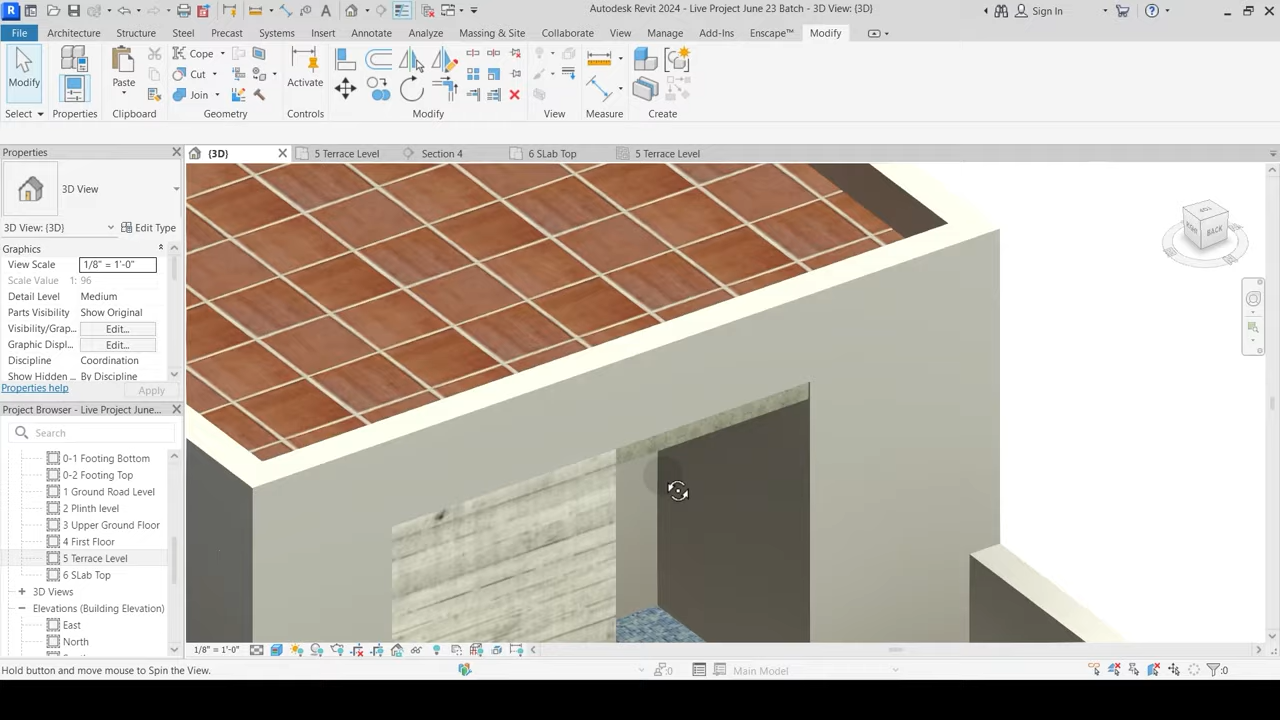 R
Autodesk Revit 2024 - Live Project June 23 Batch - 3D View: {3D}
Sign In
File Architecture Structure Steel Precast Systems Insert Annotate Analyze Massing & Site Collaborate View Manage Add-Ins Enscape™ Modify
Modify
Paste
Cope
Cut
Join
Activate
Select Properties Clipboard Geometry Controls Modify View Measure Create
Properties
{3D}
5 Terrace Level
Section 4
6 SLab Top
5 Terrace Level
3D View
3D View: {3D}
Edit Type
Graphics
View Scale 1/8" = 1'-0"
Scale Value 1: 96
Detail Level Medium
Parts Visibility Show Original
Visibility/Grap... Edit...
Graphic Displ... Edit...
Discipline Coordination
Show Hidden ... By Discipline
Properties help
Apply
Project Browser - Live Project June...
Search
0-1 Footing Bottom
0-2 Footing Top
1 Ground Road Level
2 Plinth level
3 Upper Ground Floor
4 First Floor
5 Terrace Level
6 SLab Top
3D Views
Elevations (Building Elevation)
East
North
BACK
1/8" = 1'-0"
Hold button and move mouse to Spin the View.
:0
Main Model
:0